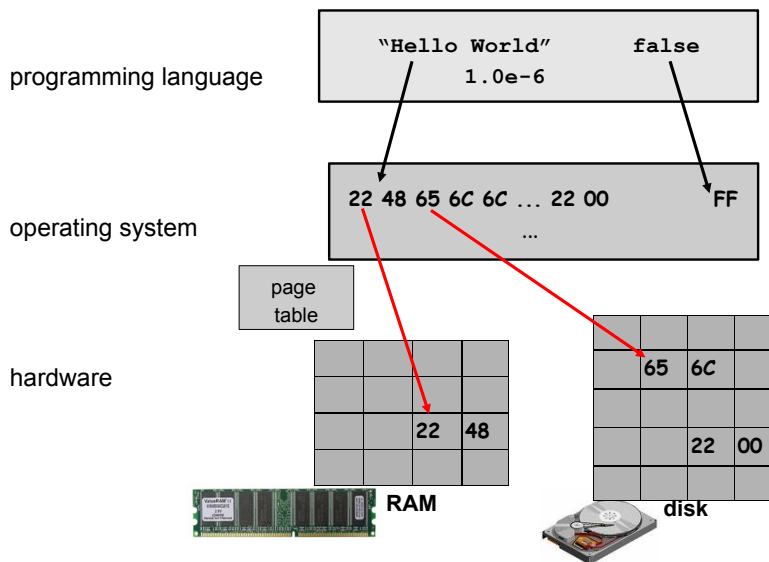 “Hello World” false
1.0e-6
programming language
22 48 65 6C 6C ... 22 00 FF
...
operating system
page
table
hardware
65 6C
22 48
22 00
ValueRAM
RAM
disk